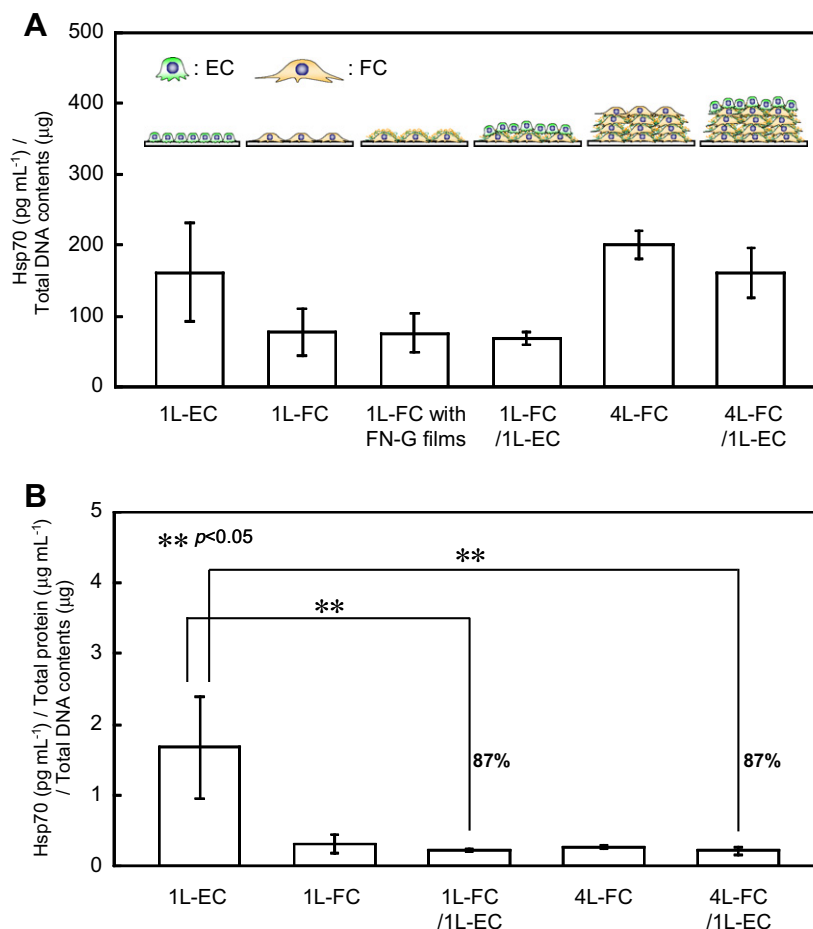 A
500
400
300
200
100
0
Hsp70 (pg mL⁻¹) /
Total DNA contents (μg)
: EC
: FC
1L-EC
1L-FC
1L-FC with
FN-G films
1L-FC
/1L-EC
4L-FC
4L-FC
/1L-EC
B
5
4
3
2
1
0
Hsp70 (pg mL⁻¹) / Total protein (μg mL⁻¹)
/ Total DNA contents (μg)
** p<0.05
**
**
87%
87%
1L-EC
1L-FC
1L-FC
/1L-EC
4L-FC
4L-FC
/1L-EC